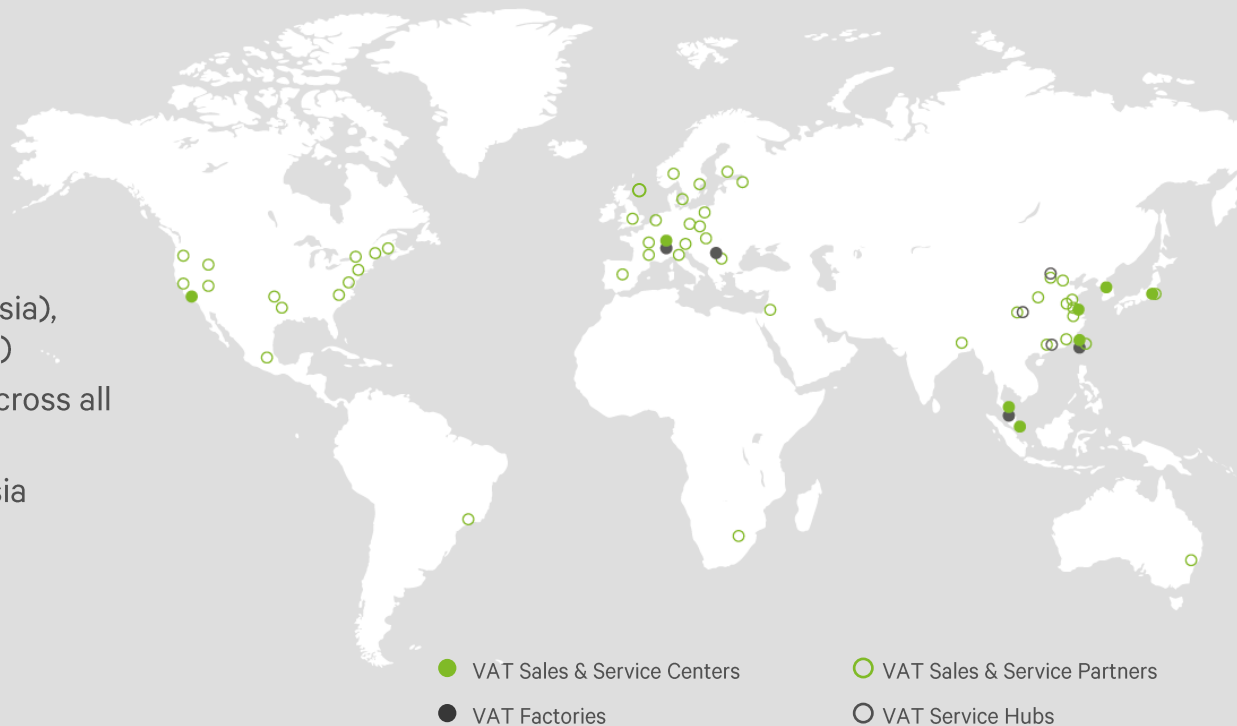 sia),
)
cross all
sia
VAT Sales & Service Centers
VAT Sales & Service Partners
VAT Factories
VAT Service Hubs